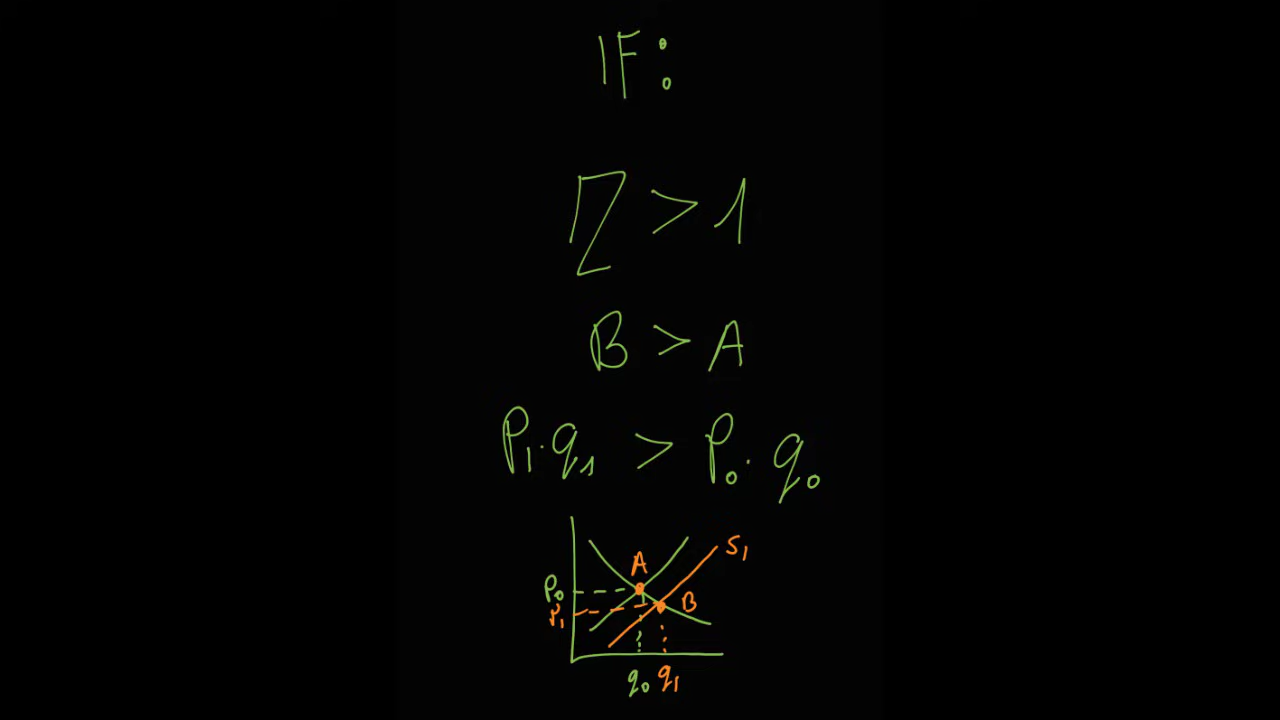 IF:
η > 1
B > A
P₁·q₁ > P₀·q₀
S₁
A
P₀
B
P₁
q₀ q₁